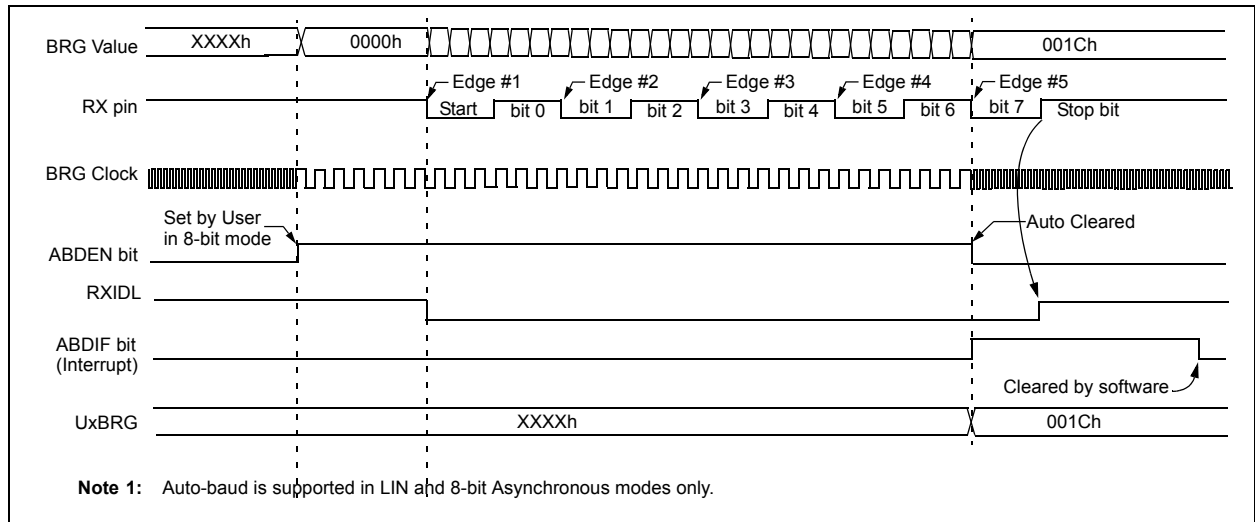 BRG Value XXXXh 0000h 001Ch
Edge #1 Edge #2 Edge #3 Edge #4 Edge #5
RX pin Start bit 0 bit 1 bit 2 bit 3 bit 4 bit 5 bit 6 bit 7 Stop bit
BRG Clock
Set by User
in 8-bit mode
Auto Cleared
ABDEN bit
RXIDL
ABDIF bit
(Interrupt)
Cleared by software
UxBRG XXXXh 001Ch
Note 1: Auto-baud is supported in LIN and 8-bit Asynchronous modes only.